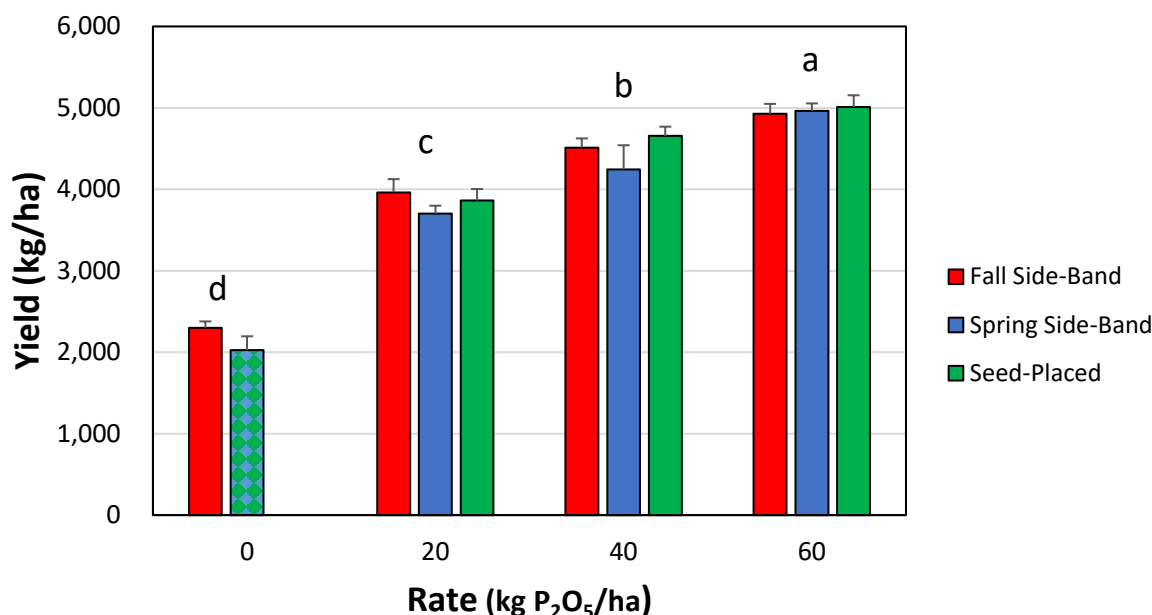 6,000
5,000
4,000
3,000
2,000
1,000
0
Yield (kg/ha)
d
c
b
a
0 20 40 60
Rate (kg P₂O₅/ha)
Fall Side-Band
Spring Side-Band
Seed-Placed